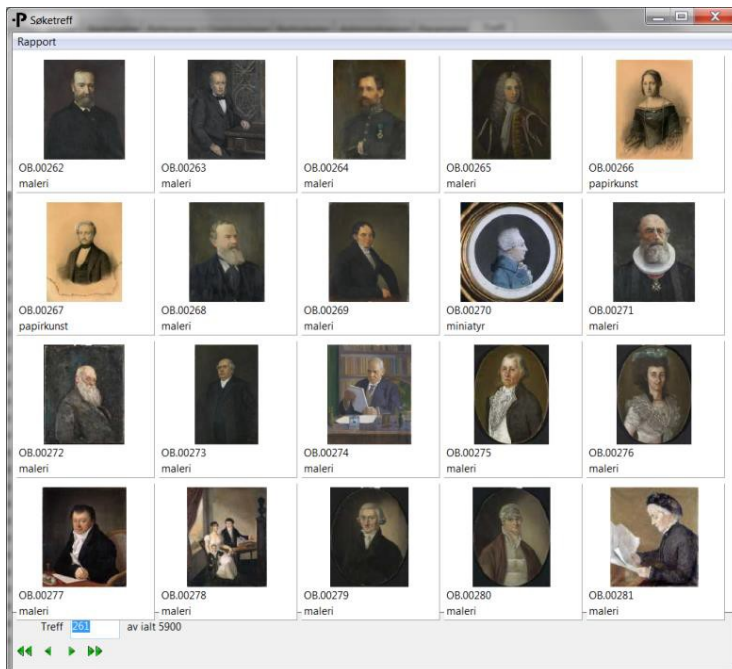 Søketreff
Rapport
OB.00262
maleri
OB.00263
maleri
OB.00264
maleri
OB.00265
maleri
OB.00266
papirkunst
OB.00267
papirkunst
OB.00268
maleri
OB.00269
maleri
OB.00270
miniatyr
OB.00271
maleri
OB.00272
maleri
OB.00273
maleri
OB.00274
maleri
OB.00275
maleri
OB.00276
maleri
OB.00277
maleri
OB.00278
maleri
OB.00279
maleri
OB.00280
maleri
OB.00281
maleri
Treff 261 av ialt 5900